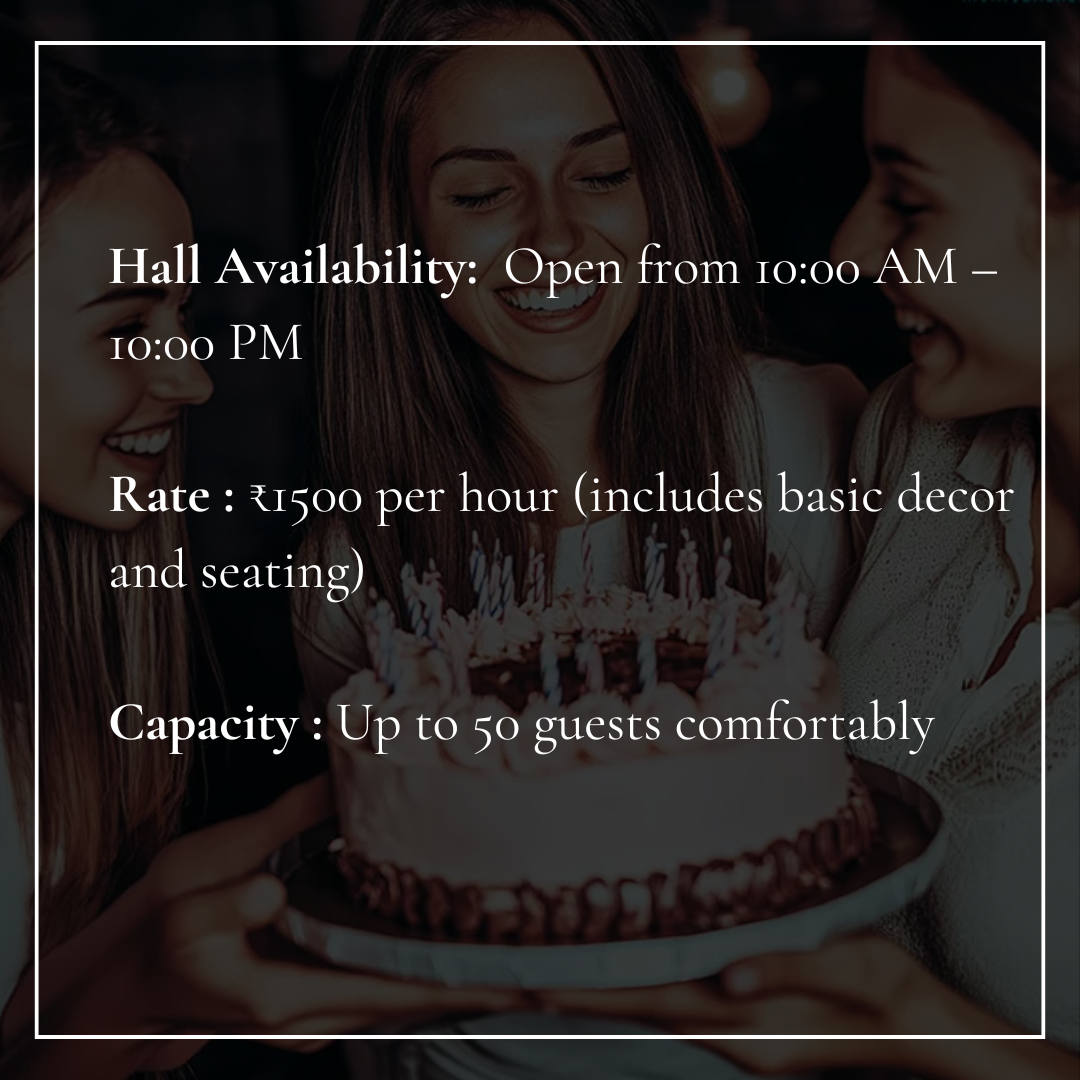 Hall Availability: Open from 10:00 AM –
10:00 PM
Rate : ₹1500 per hour (includes basic decor
and seating)
Capacity : Up to 50 guests comfortably